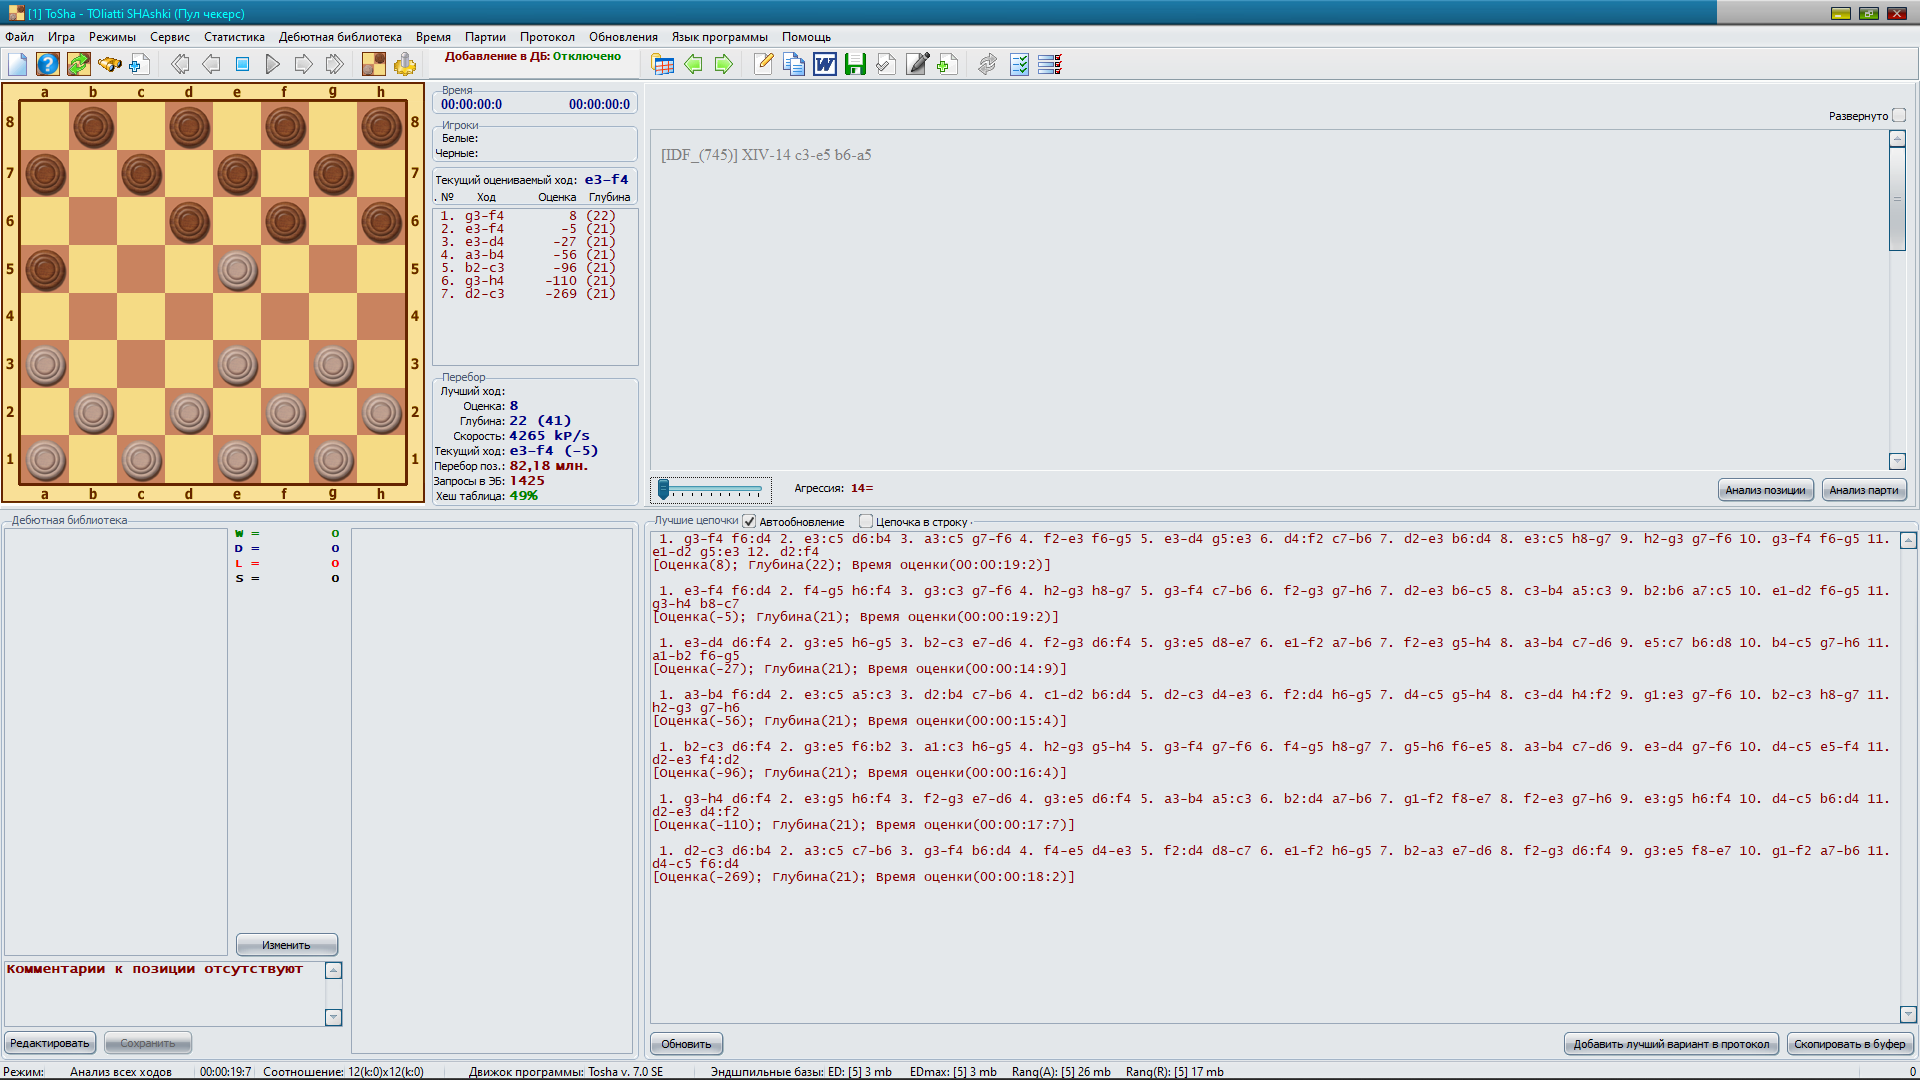 [1] ToSha - TOliatti SHAshki (Пул чекерс)
Файл Игра Режимы Сервис Статистика Дебютная библиотека Время Партии Протокол Обновления Язык программы Помощь
Добавление в ДБ: Отключено
a b c d e f g h
8 8
7 7
6 6
5 5
4 4
3 3
2 2
1 1
a b c d e f g h
Время
00:00:00:0 00:00:00:0
Игроки
Белые:
Черные:
Текущий оцениваемый ход: e3-f4
. № Ход Оценка Глубина
1. g3-f4 8 (22)
2. e3-f4 -5 (21)
3. e3-d4 -27 (21)
4. a3-b4 -56 (21)
5. b2-c3 -96 (21)
6. g3-h4 -110 (21)
7. d2-c3 -269 (21)
Перебор
Лучший ход:
Оценка: 8
Глубина: 22 (41)
Скорость: 4265 kP/s
Текущий ход: e3-f4 (-5)
Перебор поз.: 82,18 млн.
Запросы в ЭБ: 1425
Хеш таблица: 49%
Развернуто
[IDF_(745)] XIV-14 c3-e5 b6-a5
Агрессия: 14=
Анализ позиции Анализ парти
Дебютная библиотека
W = 0
D = 0
L = 0
S = 0
Изменить
Комментарии к позиции отсутствуют
Редактировать Сохранить
Лучшие цепочки Автообновление Цепочка в строку
1. g3-f4 f6:d4 2. e3:c5 d6:b4 3. a3:c5 g7-f6 4. f2-e3 f6-g5 5. e3-d4 g5:e3 6. d4:f2 c7-b6 7. d2-e3 b6:d4 8. e3:c5 h8-g7 9. h2-g3 g7-f6 10. g3-f4 f6-g5 11.
e1-d2 g5:e3 12. d2:f4
[Оценка(8); Глубина(22); Время оценки(00:00:19:2)]
1. e3-f4 f6:d4 2. f4-g5 h6:f4 3. g3:c3 g7-f6 4. h2-g3 h8-g7 5. g3-f4 c7-b6 6. f2-g3 g7-h6 7. d2-e3 b6-c5 8. c3-b4 a5:c3 9. b2:b6 a7:c5 10. e1-d2 f6-g5 11.
g3-h4 b8-c7
[Оценка(-5); Глубина(21); Время оценки(00:00:19:2)]
1. e3-d4 d6:f4 2. g3:e5 h6-g5 3. b2-c3 e7-d6 4. f2-g3 d6:f4 5. g3:e5 d8-e7 6. e1-f2 a7-b6 7. f2-e3 g5-h4 8. a3-b4 c7-d6 9. e5:c7 b6:d8 10. b4-c5 g7-h6 11.
a1-b2 f6-g5
[Оценка(-27); Глубина(21); Время оценки(00:00:14:9)]
1. a3-b4 f6:d4 2. e3:c5 a5:c3 3. d2:b4 c7-b6 4. c1-d2 b6:d4 5. d2-c3 d4-e3 6. f2:d4 h6-g5 7. d4-c5 g5-h4 8. c3-d4 h4:f2 9. g1:e3 g7-f6 10. b2-c3 h8-g7 11.
h2-g3 g7-h6
[Оценка(-56); Глубина(21); Время оценки(00:00:15:4)]
1. b2-c3 d6:f4 2. g3:e5 f6:b2 3. a1:c3 h6-g5 4. h2-g3 g5-h4 5. g3-f4 g7-f6 6. f4-g5 h8-g7 7. g5-h6 f6-e5 8. a3-b4 c7-d6 9. e3-d4 g7-f6 10. d4-c5 e5-f4 11.
d2-e3 f4:d2
[Оценка(-96); Глубина(21); Время оценки(00:00:16:4)]
1. g3-h4 d6:f4 2. e3:g5 h6:f4 3. f2-g3 e7-d6 4. g3:e5 d6:f4 5. a3-b4 a5:c3 6. b2:d4 a7-b6 7. g1-f2 f8-e7 8. f2-e3 g7-h6 9. e3:g5 h6:f4 10. d4-c5 b6:d4 11.
d2-e3 d4:f2
[Оценка(-110); Глубина(21); Время оценки(00:00:17:7)]
1. d2-c3 d6:b4 2. a3:c5 c7-b6 3. g3-f4 b6:d4 4. f4-e5 d4-e3 5. f2:d4 d8-c7 6. e1-f2 h6-g5 7. b2-a3 e7-d6 8. f2-g3 d6:f4 9. g3:e5 f8-e7 10. g1-f2 a7-b6 11.
d4-c5 f6:d4
[Оценка(-269); Глубина(21); Время оценки(00:00:18:2)]
Обновить Добавить лучший вариант в протокол Скопировать в буфер
Режим: Анализ всех ходов 00:00:19:7 Соотношение: 12(k:0)x12(k:0) Движок программы: Tosha v. 7.0 SE Эндшпильные базы: ED: [5] 3 mb EDmax: [5] 3 mb Rang(A): [5] 26 mb Rang(R): [5] 17 mb 0